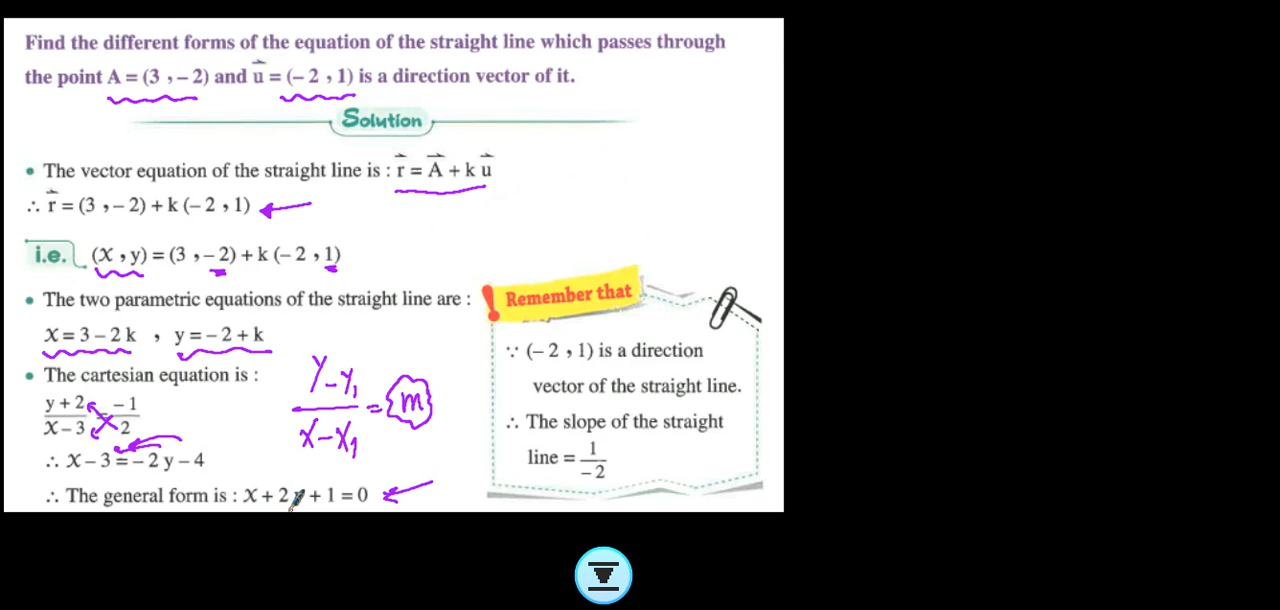 Find the different forms of the equation of the straight line which passes through
the point A = (3 , – 2) and u = (– 2 , 1) is a direction vector of it.
Solution
• The vector equation of the straight line is : r = A + k u
∴ r = (3 , – 2) + k (– 2 , 1)
i.e. (X , y) = (3 , – 2) + k (– 2 , 1)
• The two parametric equations of the straight line are :
X = 3 – 2 k , y = – 2 + k
• The cartesian equation is :
y + 2 / X – 3 = – 1 / 2
∴ X – 3 = – 2 y – 4
∴ The general form is : X + 2 y + 1 = 0
y – y1 / x – x1 = m
! Remember that
∵ (– 2 , 1) is a direction
vector of the straight line.
∴ The slope of the straight
line = 1 / – 2